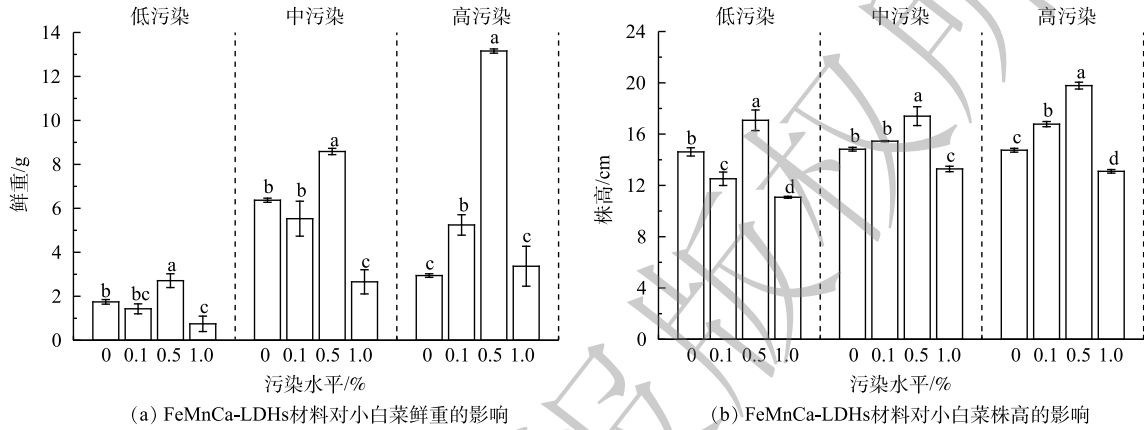 低污染 中污染 高污染
14
12
10
8
6
4
2
0
鲜重/g
b bc a c b b a c c b a c
0 0.1 0.5 1.0 0 0.1 0.5 1.0 0 0.1 0.5 1.0
污染水平/%
(a) FeMnCa-LDHs材料对小白菜鲜重的影响
低污染 中污染 高污染
24
20
16
12
8
4
0
株高/cm
b c a d b b a c c b a d
0 0.1 0.5 1.0 0 0.1 0.5 1.0 0 0.1 0.5 1.0
污染水平/%
(b) FeMnCa-LDHs材料对小白菜株高的影响
版权所